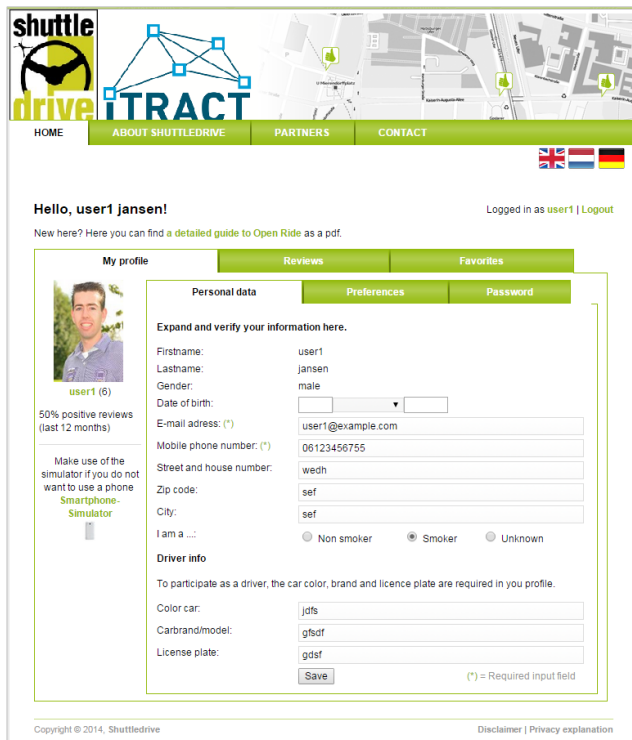 shuttle
drive
iTRACT
HOME ABOUT SHUTTLEDRIVE PARTNERS CONTACT
Hello, user1 jansen!
Logged in as user1 | Logout
New here? Here you can find a detailed guide to Open Ride as a pdf.
My profile Reviews Favorites
Personal data Preferences Password
user1 (6)
50% positive reviews
(last 12 months)
Make use of the
simulator if you do not
want to use a phone
Smartphone-
Simulator
Expand and verify your information here.
Firstname: user1
Lastname: jansen
Gender: male
Date of birth:
E-mail adress: (*) user1@example.com
Mobile phone number: (*) 06123456755
Street and house number: wedh
Zip code: sef
City: sef
I am a ...: Non smoker Smoker Unknown
Driver info
To participate as a driver, the car color, brand and licence plate are required in you profile.
Color car: jdfs
Carbrand/model: gfsdf
License plate: gdsf
Save (*) = Required input field
Copyright © 2014, Shuttledrive Disclaimer | Privacy explanation